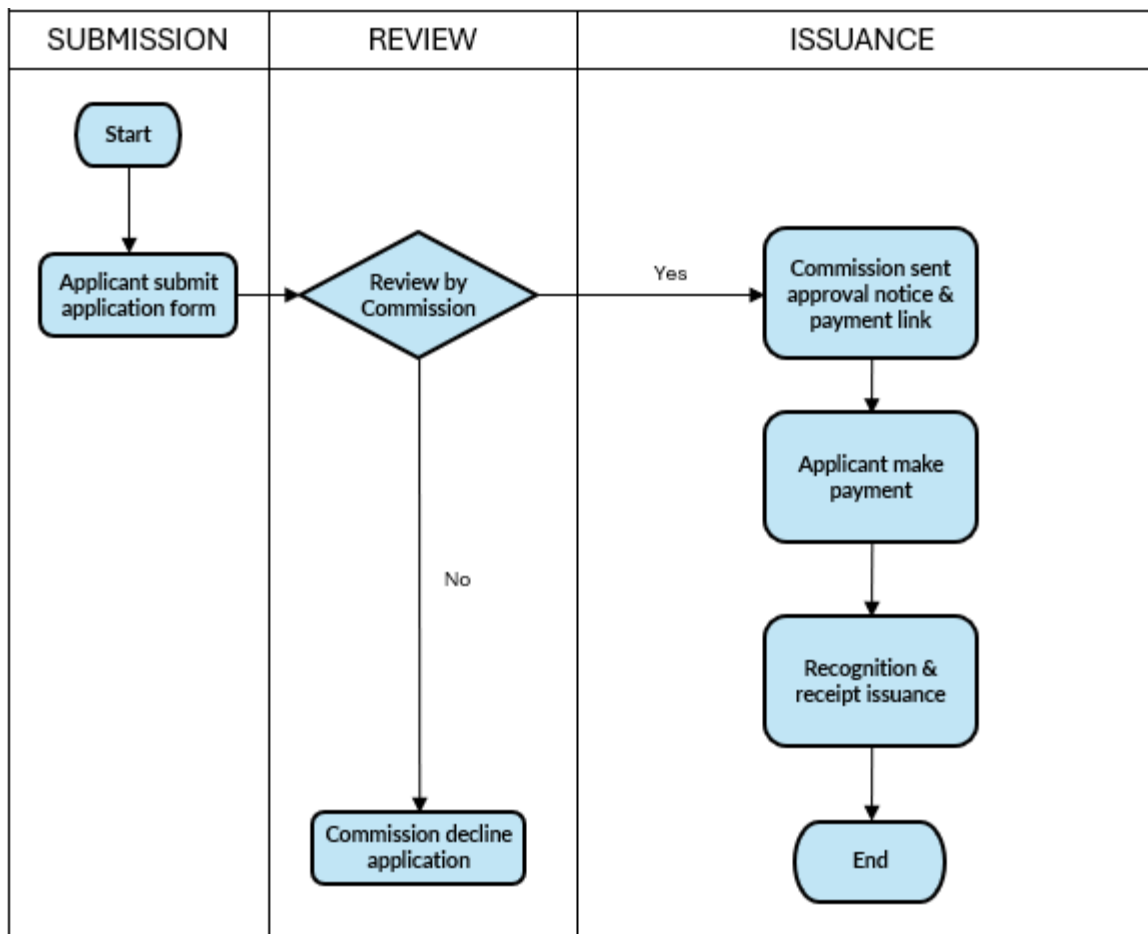 SUBMISSION
REVIEW
ISSUANCE
Start
Applicant submit
application form
Review by
Commission
Yes
Commission sent
approval notice &
payment link
Applicant make
payment
No
Recognition &
receipt issuance
Commission decline
application
End